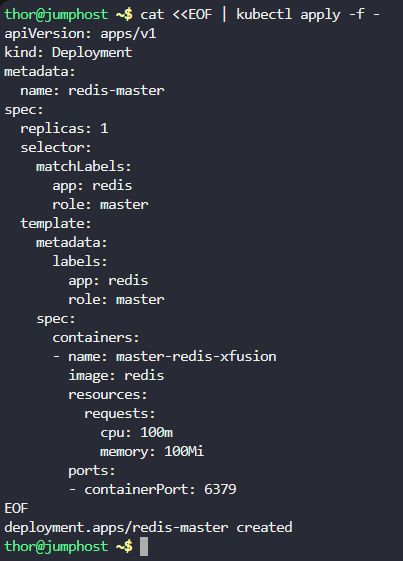 thor@jumphost ~$ cat <<EOF | kubectl apply -f -
apiVersion: apps/v1
kind: Deployment
metadata:
  name: redis-master
spec:
  replicas: 1
  selector:
    matchLabels:
      app: redis
      role: master
  template:
    metadata:
      labels:
        app: redis
        role: master
    spec:
      containers:
      - name: master-redis-xfusion
        image: redis
        resources:
          requests:
            cpu: 100m
            memory: 100Mi
        ports:
        - containerPort: 6379
EOF
deployment.apps/redis-master created
thor@jumphost ~$